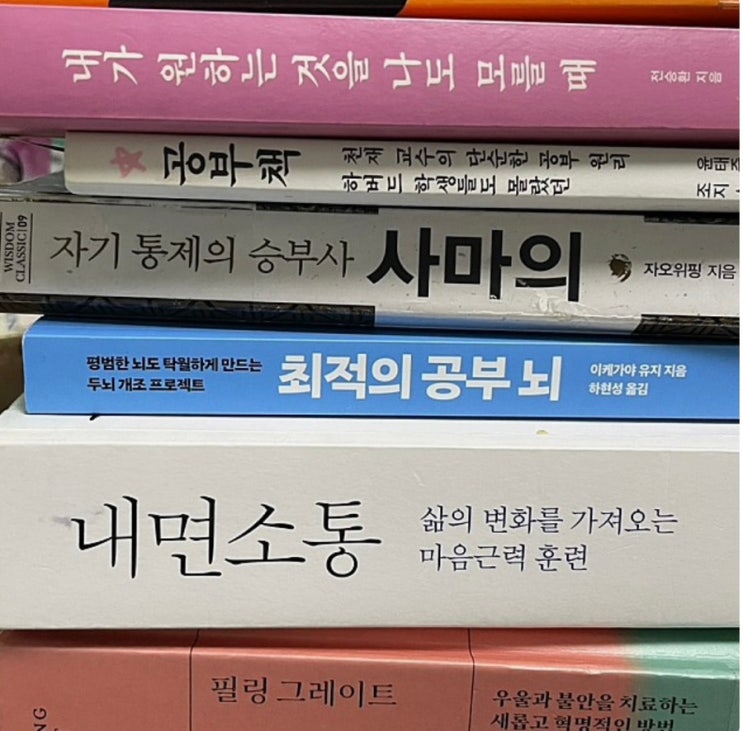 내가 원하는 것을 나도 모를 때
전승환 지음
공부책
천재 교수의 단순한 공부 원리
하버드 학생들도 몰랐던
조지
WISDOM
CLASSIC 09
자기 통제의 승부사 사마의
자오위핑 지음
평범한 뇌도 탁월하게 만드는
두뇌 개조 프로젝트
최적의 공부 뇌
이케가야 유지 지음
하현성 옮김
내면소통
삶의 변화를 가져오는
마음근력 훈련
필링 그레이트
우울과 불안을 치료하는
새롭고 혁명적인 방법